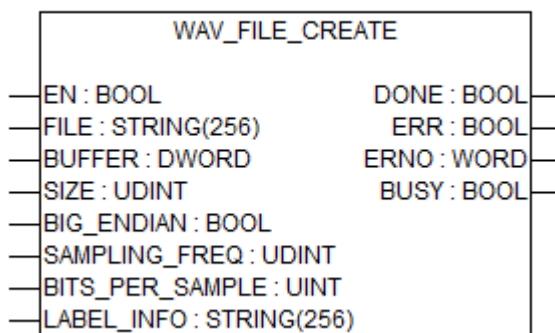 WAV_FILE_CREATE
EN : BOOL DONE : BOOL
FILE : STRING(256) ERR : BOOL
BUFFER : DWORD ERNO : WORD
SIZE : UDINT BUSY : BOOL
BIG_ENDIAN : BOOL
SAMPLING_FREQ : UDINT
BITS_PER_SAMPLE : UINT
LABEL_INFO : STRING(256)